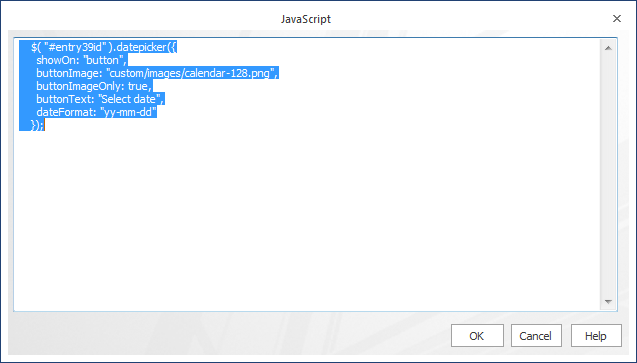 JavaScript
$( "#entry39id" ).datepicker({
showOn: "button",
buttonImage: "custom/images/calendar-128.png",
buttonImageOnly: true,
buttonText: "Select date",
dateFormat: "yy-mm-dd"
});
OK Cancel Help